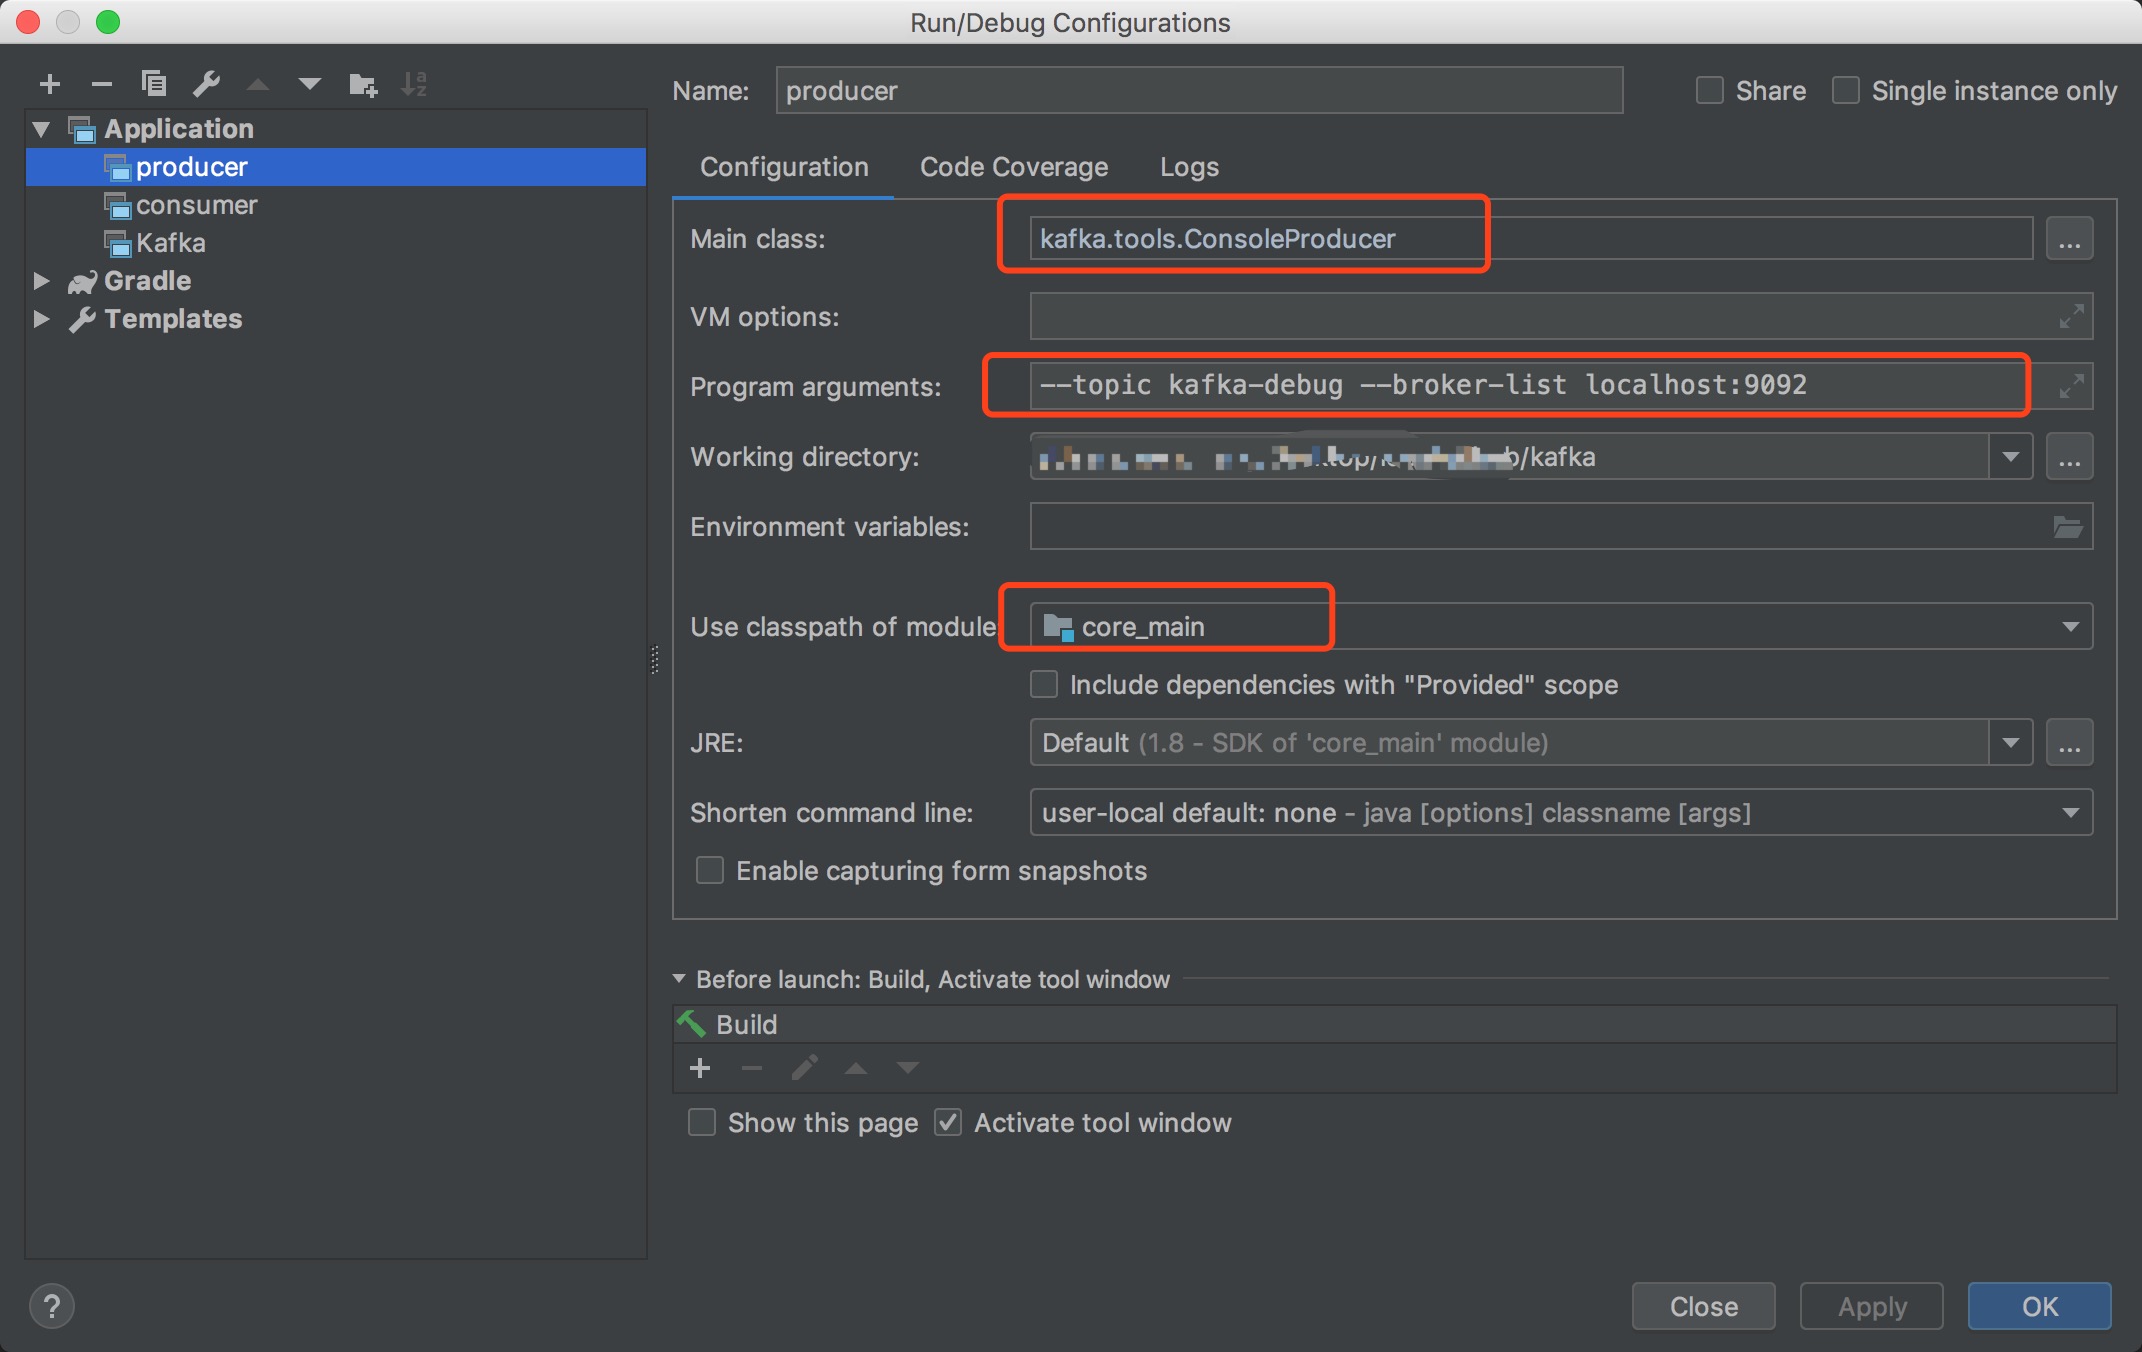 Run/Debug Configurations
Name: producer
Share
Single instance only
Application
producer
consumer
Kafka
Gradle
Templates
Configuration Code Coverage Logs
Main class: kafka.tools.ConsoleProducer ...
VM options:
Program arguments: --topic kafka-debug --broker-list localhost:9092
Working directory: /kafka ...
Environment variables:
Use classpath of module: core_main
Include dependencies with "Provided" scope
JRE: Default (1.8 - SDK of 'core_main' module) ...
Shorten command line: user-local default: none - java [options] classname [args]
Enable capturing form snapshots
Before launch: Build, Activate tool window
Build
Show this page Activate tool window
? Close Apply OK